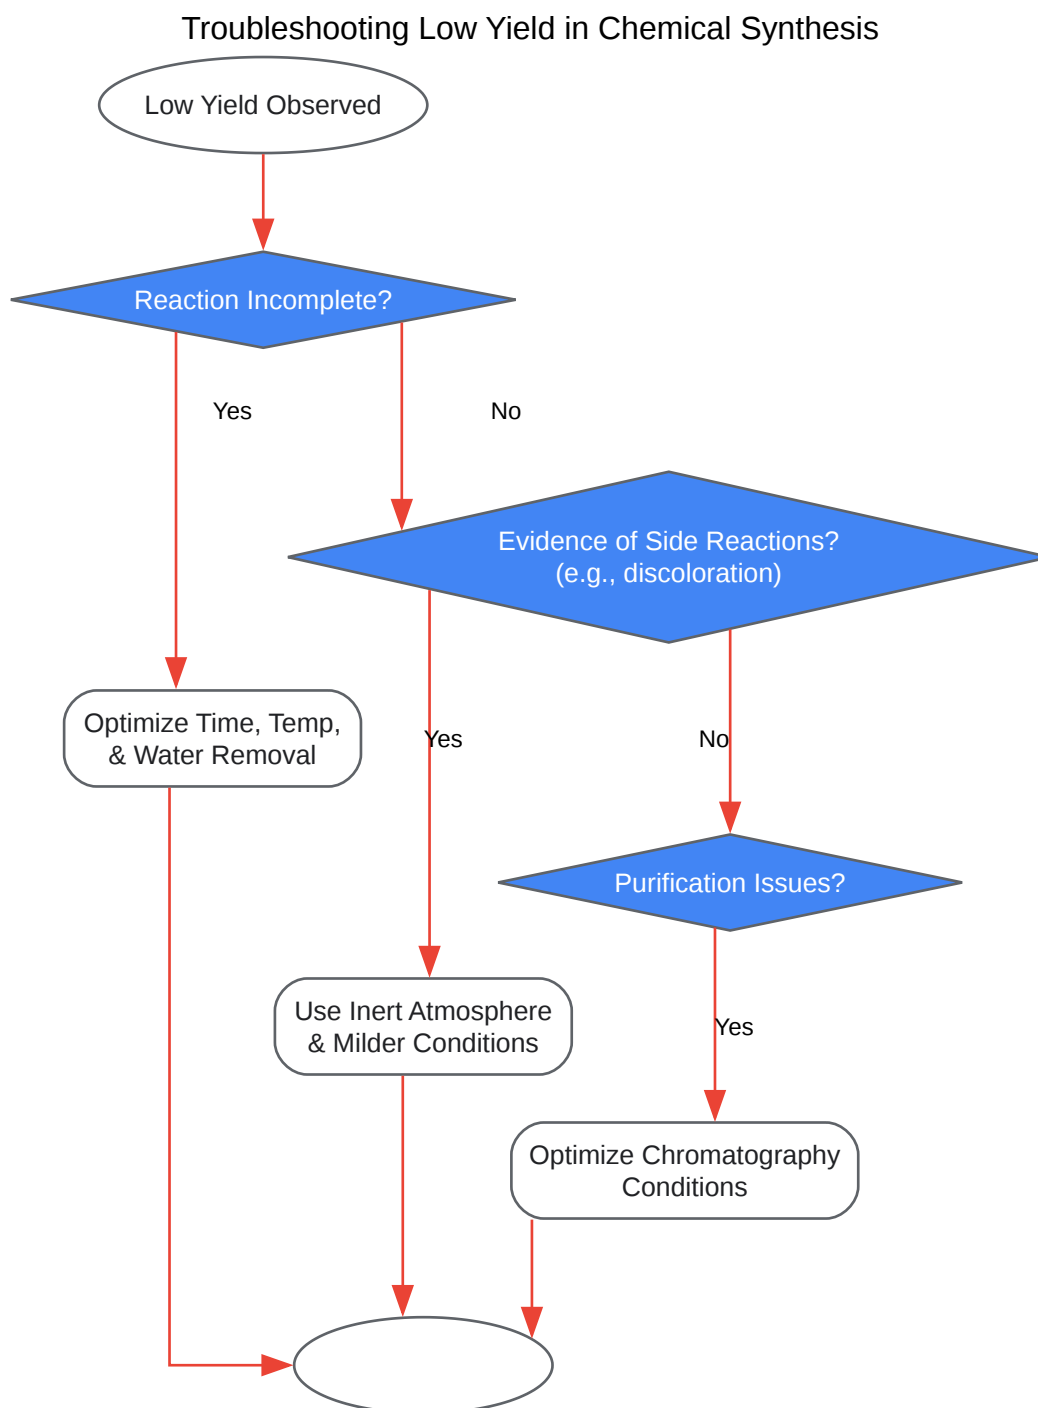 Troubleshooting Low Yield in Chemical Synthesis
Low Yield Observed
Reaction Incomplete?
Yes
No
Evidence of Side Reactions?
(e.g., discoloration)
Optimize Time, Temp,
& Water Removal
Yes
No
Purification Issues?
Use Inert Atmosphere
& Milder Conditions
Yes
Optimize Chromatography
Conditions